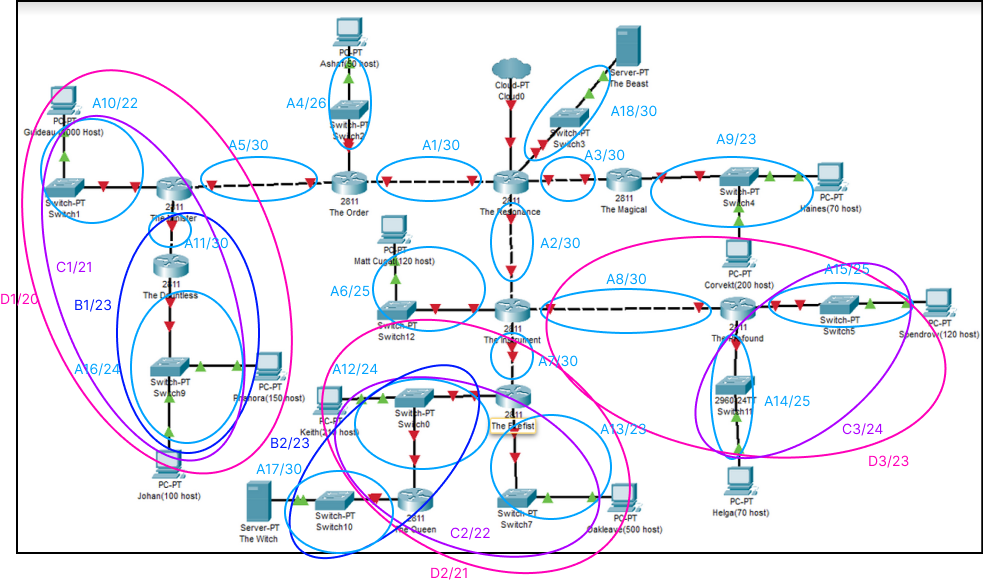 PC-PT
Ashaf(60 host)
A4/26
Switch-PT
Switch2
2811
The Order
Cloud-PT
Cloud0
Server-PT
The Beast
A18/30
Switch-PT
Switch3
A10/22
PC-PT
Guideau(2000 Host)
A5/30
A1/30
A3/30
A9/23
Switch-PT
Switch1
2811
The Minister
2811
The Resonance
2811
The Magical
Switch-PT
Switch4
PC-PT
Haines(70 host)
A11/30
A2/30
C1/21
PC-PT
Matt Cugat(120 host)
PC-PT
Corvekt(200 host)
A15/25
D1/20
B1/23
2811
The Dauntless
A6/25
A8/30
Switch-PT
Switch12
2811
The Instrument
2811
The Profound
Switch-PT
Switch5
PC-PT
Spendrow(120 host)
A16/24
A12/24
A7/30
Switch-PT
Switch9
PC-PT
Phanora(150 host)
PC-PT
Keith(210 host)
Switch-PT
Switch0
2811
The Everfist
2960-24TT
Switch11
A14/25
B2/23
A13/23
C3/24
D3/23
A17/30
PC-PT
Johan(100 host)
PC-PT
Helga(70 host)
Server-PT
The Witch
Switch-PT
Switch10
2811
The Queen
C2/22
Switch-PT
Switch7
PC-PT
Oakleave(500 host)
D2/21